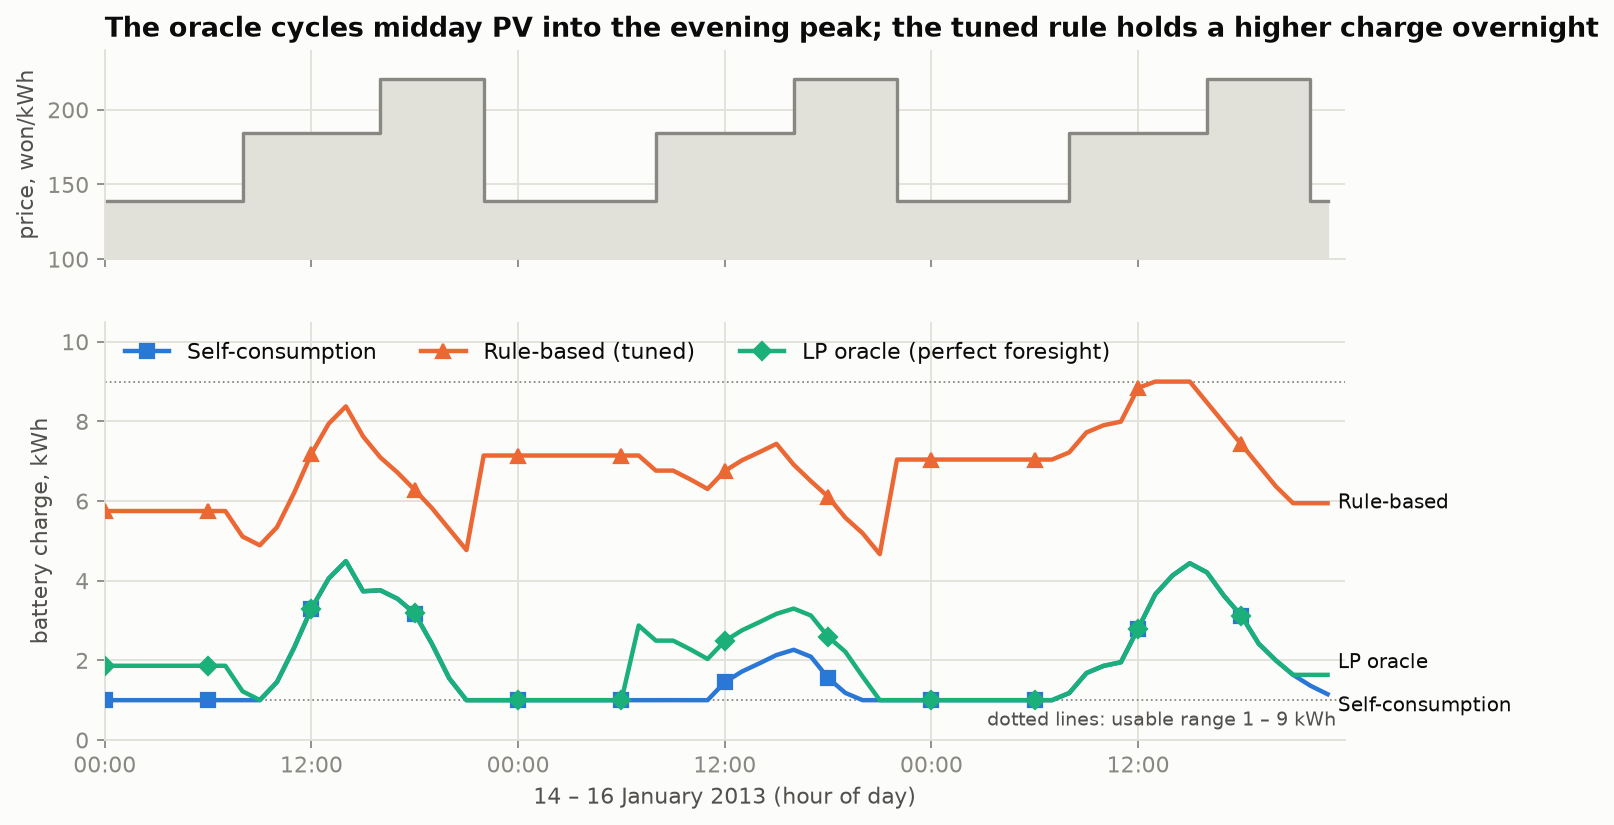 The oracle cycles midday PV into the evening peak; the tuned rule holds a higher charge overnight
price, won/kWh
200
150
100
battery charge, kWh
10
8
6
4
2
0
Self-consumption
Rule-based (tuned)
LP oracle (perfect foresight)
Rule-based
LP oracle
Self-consumption
dotted lines: usable range 1 – 9 kWh
00:00
12:00
00:00
12:00
00:00
12:00
14 – 16 January 2013 (hour of day)